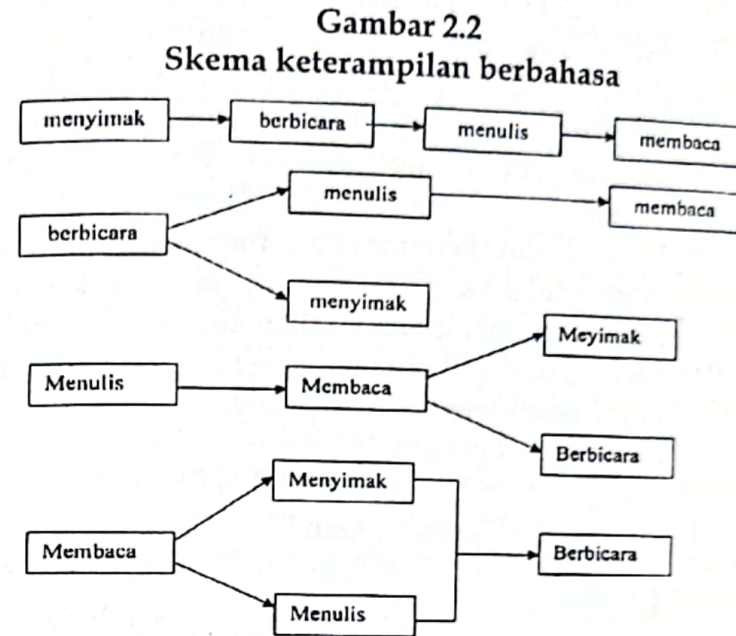 Gambar 2.2
Skema keterampilan berbahasa
menyimak berbicara menulis membaca
menulis membaca
berbicara
menyimak
Meyimak
Menulis Membaca
Berbicara
Menyimak
Membaca Berbicara
Menulis